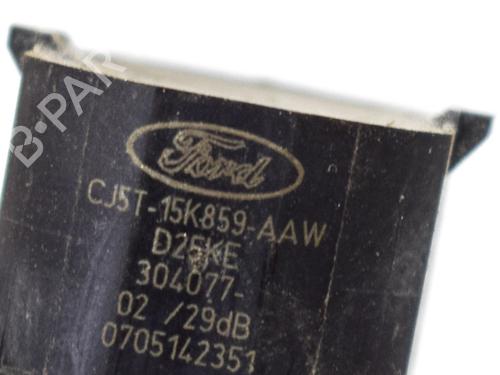 B-PAR
Ford
CJ5T-15K859-AAW
D25KE
304077-
02 /29dB
0705142351